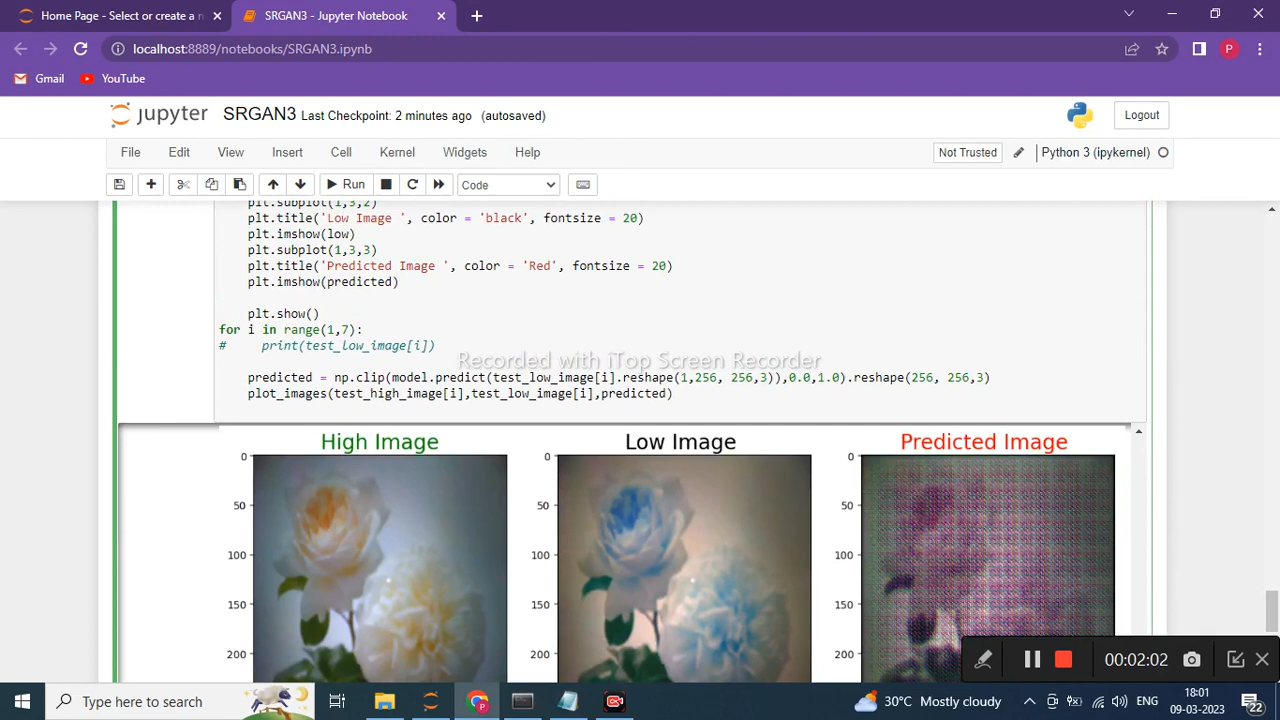 Home Page - Select or create a n
SRGAN3 - Jupyter Notebook
localhost:8889/notebooks/SRGAN3.ipynb
P
Gmail
YouTube
jupyter
SRGAN3 Last Checkpoint: 2 minutes ago (autosaved)
Logout
File Edit View Insert Cell Kernel Widgets Help
Not Trusted
Python 3 (ipykernel)
Run
Code
plt.subplot(1,3,2)
plt.title('Low Image ', color = 'black', fontsize = 20)
plt.imshow(low)
plt.subplot(1,3,3)
plt.title('Predicted Image ', color = 'Red', fontsize = 20)
plt.imshow(predicted)
plt.show()
for i in range(1,7):
# print(test_low_image[i])
Recorded with iTop Screen Recorder
predicted = np.clip(model.predict(test_low_image[i].reshape(1,256, 256,3)),0.0,1.0).reshape(256, 256,3)
plot_images(test_high_image[i],test_low_image[i],predicted)
High Image
Low Image
Predicted Image
0 0 0
50 50 50
100 100 100
150 150 150
200 200 200
00:02:02
Type here to search
P
30°C Mostly cloudy
ENG
18:01
09-03-2023
22